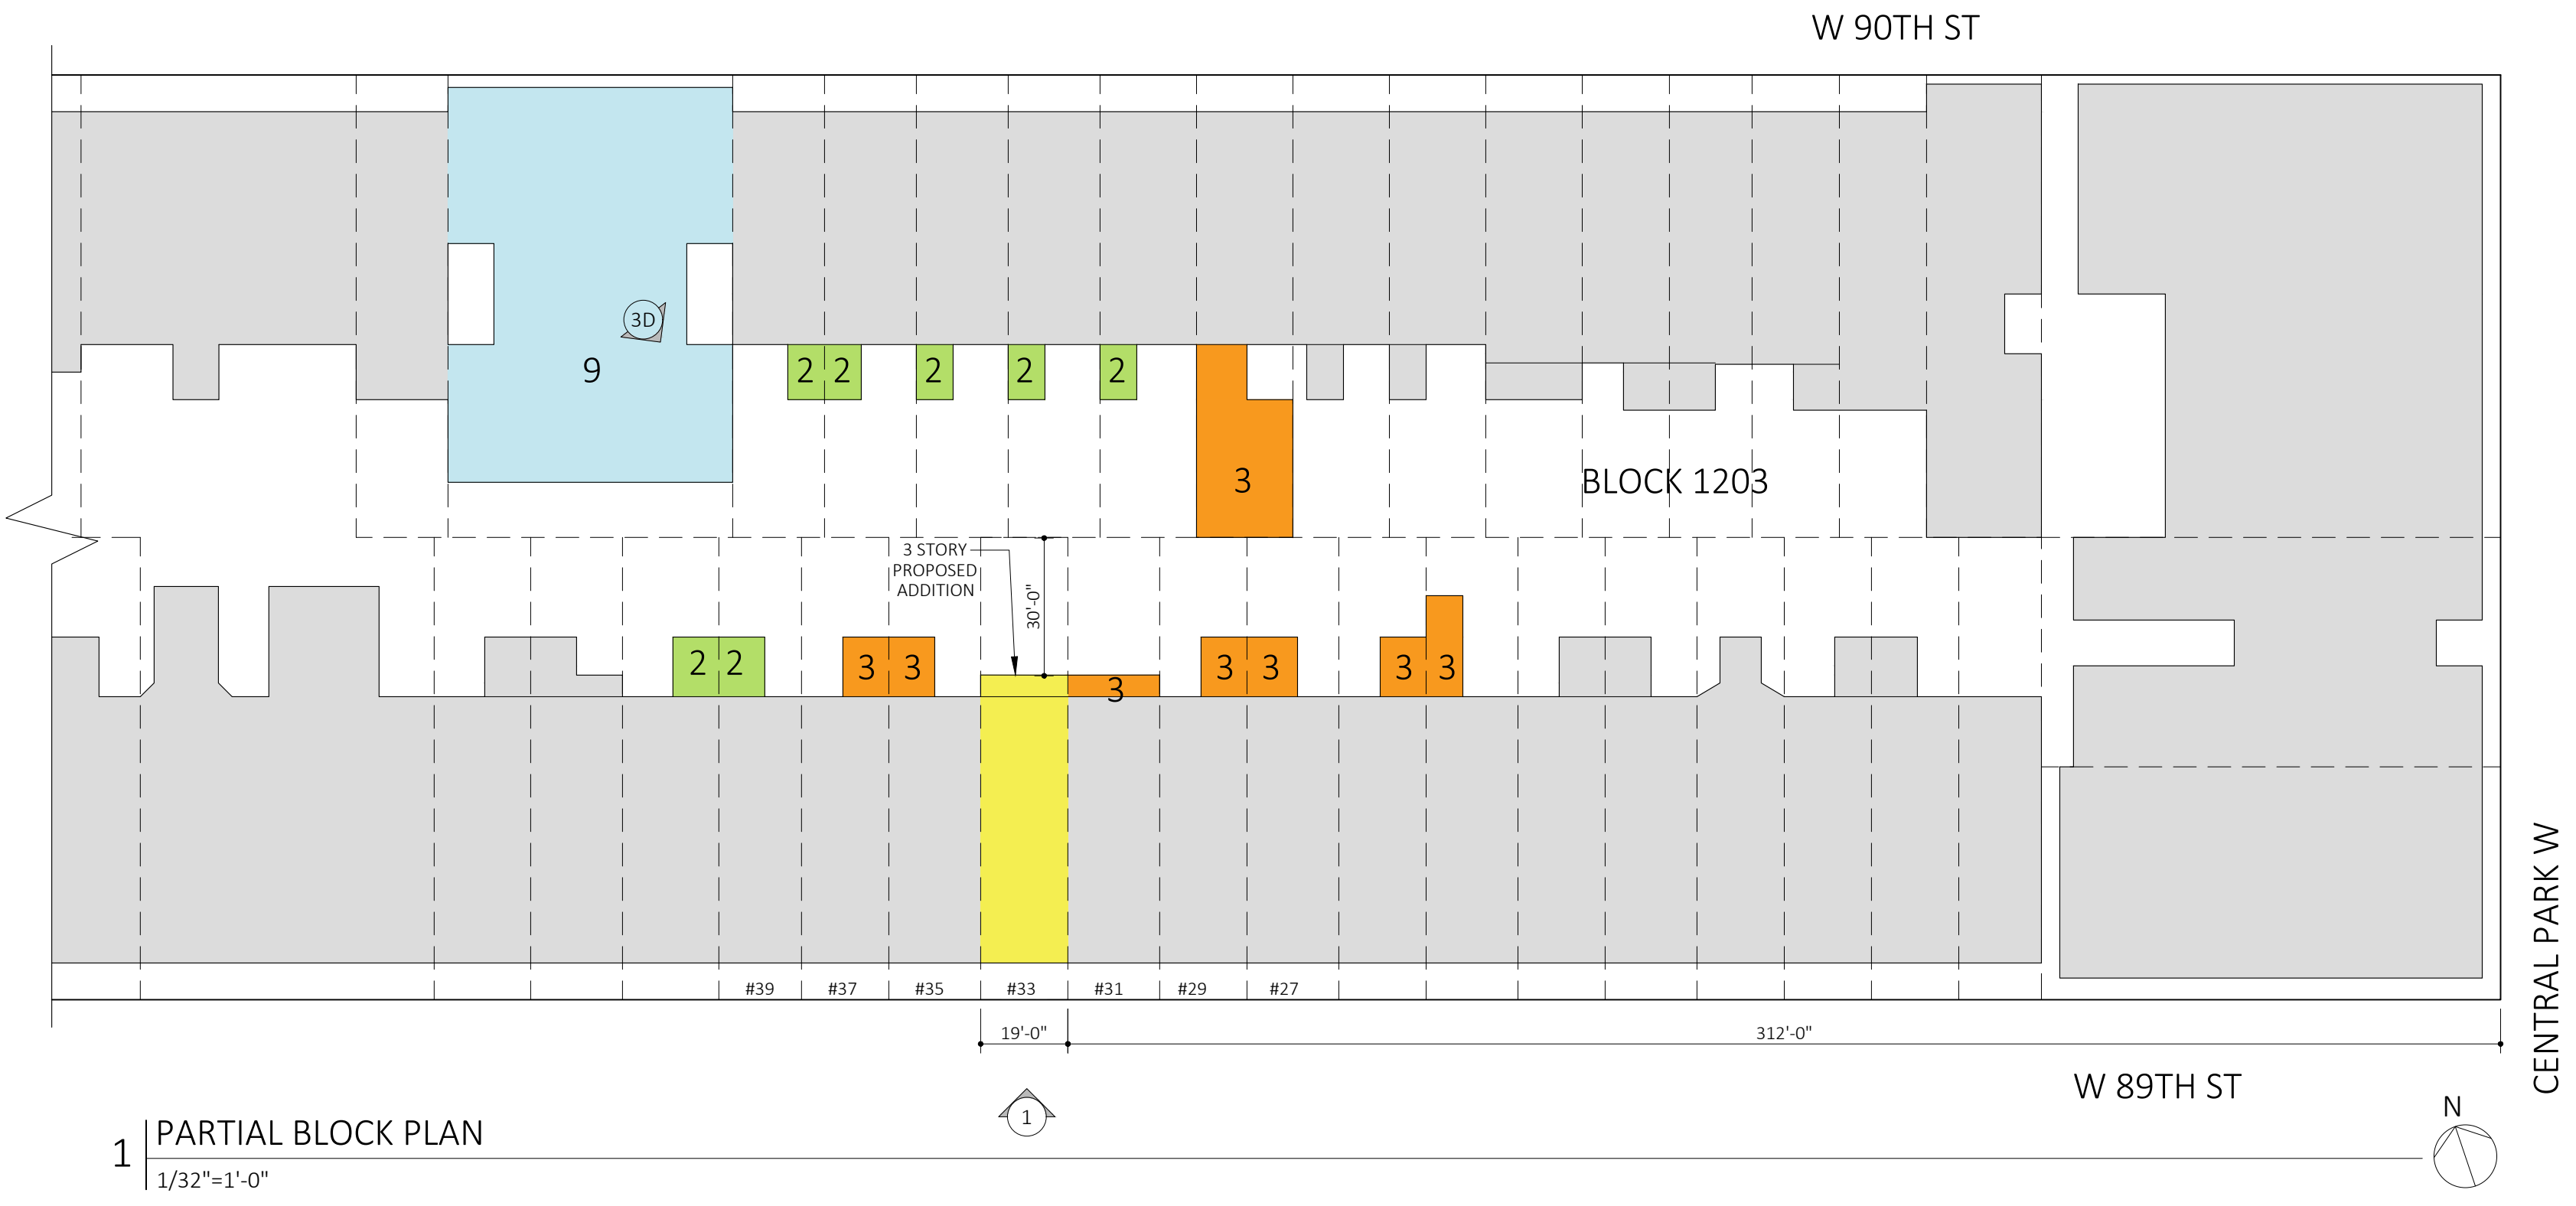 W 90TH ST
3D
9
2 2 2 2 2
3
BLOCK 1203
3 STORY
PROPOSED
ADDITION
30'-0"
2 2 3 3 3 3 3 3 3
#39 #37 #35 #33 #31 #29 #27
19'-0" 312'-0"
CENTRAL PARK W
W 89TH ST
1
N
1 PARTIAL BLOCK PLAN
1/32"=1'-0"